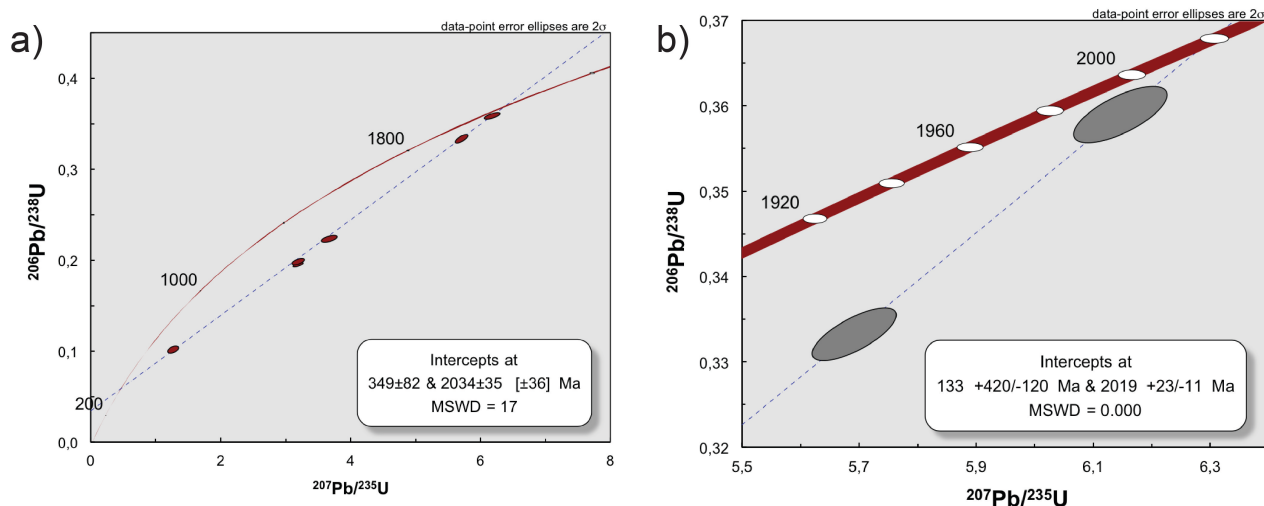 a)
data-point error ellipses are 2σ
206Pb/238U
0,4
0,3
0,2
0,1
0,0
200
1000
1800
Intercepts at
349±82 & 2034±35 [±36] Ma
MSWD = 17
0 2 4 6 8
207Pb/235U
b)
data-point error ellipses are 2σ
206Pb/238U
0,37
0,36
0,35
0,34
0,33
0,32
1920
1960
2000
Intercepts at
133 +420/-120 Ma & 2019 +23/-11 Ma
MSWD = 0.000
5,5 5,7 5,9 6,1 6,3
207Pb/235U